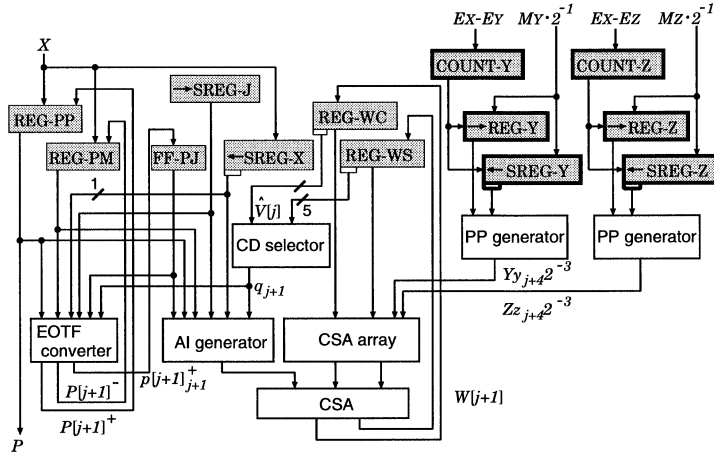 EX-EY MY·2⁻¹ EX-EZ MZ·2⁻¹
X
COUNT-Y COUNT-Z
SREG-J
REG-PP REG-WC REG-Y REG-Z
REG-PM FF-PJ SREG-X REG-WS SREG-Y SREG-Z
1 5
V̂[j]
CD selector PP generator PP generator
q_{j+1} Yy_{j+4}2⁻³
Zz_{j+4}2⁻³
EOTF converter AI generator CSA array
P[j+1]⁻ p[j+1]⁺_{j+1} CSA W[j+1]
P[j+1]⁺
P